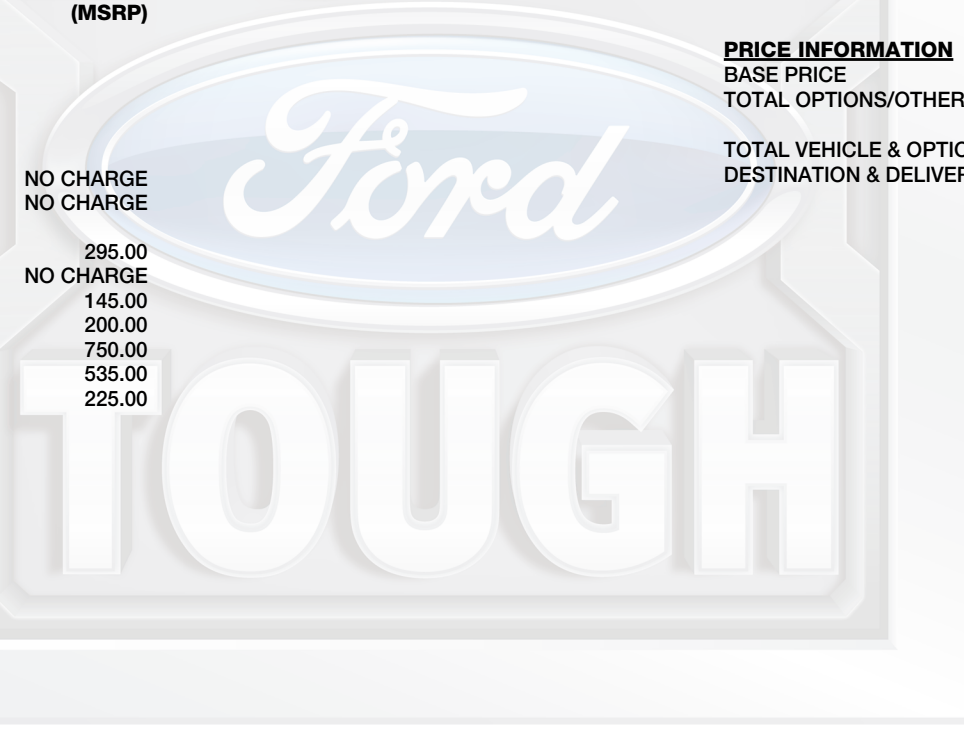 (MSRP)
NO CHARGE
NO CHARGE
295.00
NO CHARGE
145.00
200.00
750.00
535.00
225.00
PRICE INFORMATION
BASE PRICE
TOTAL OPTIONS/OTHER
TOTAL VEHICLE & OPTIO
DESTINATION & DELIVER
Ford
TOUGH